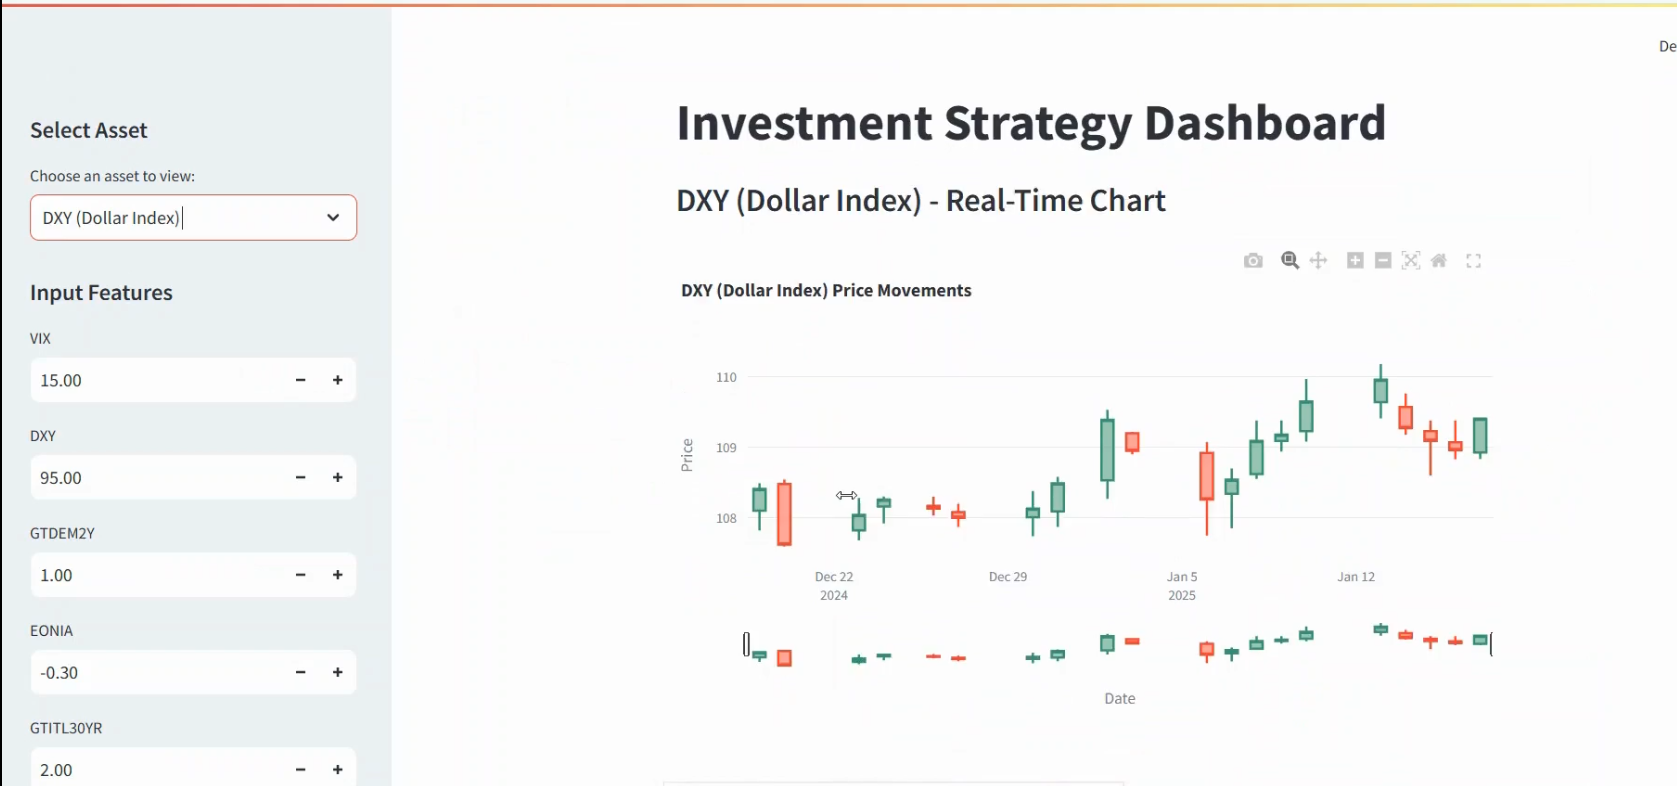 De
Select Asset
Choose an asset to view:
DXY (Dollar Index)
Input Features
VIX
15.00
DXY
95.00
GTDEM2Y
1.00
EONIA
-0.30
GTITL30YR
2.00
Investment Strategy Dashboard
DXY (Dollar Index) - Real-Time Chart
DXY (Dollar Index) Price Movements
Price
110
109
108
Dec 22
2024
Dec 29
Jan 5
2025
Jan 12
Date